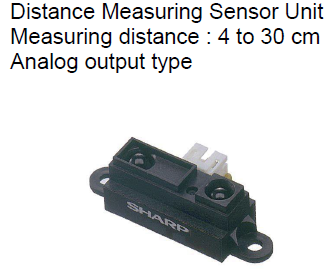 Distance Measuring Sensor Unit
Measuring distance : 4 to 30 cm
Analog output type
SHARP